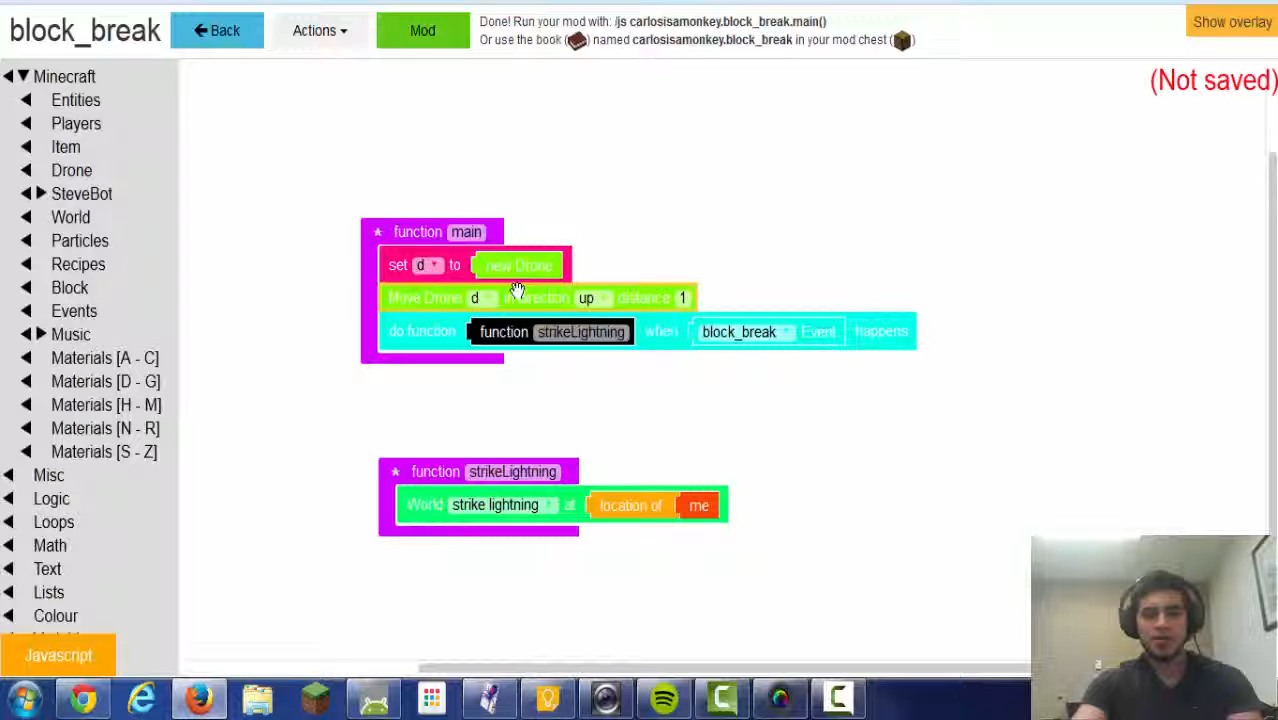 block_break
Back
Actions
Mod
Done! Run your mod with: /js carlosisamonkey.block_break.main()
Or use the book ( ) named carlosisamonkey.block_break in your mod chest ( )
Show overlay
(Not saved)
Minecraft
Entities
Players
Item
Drone
SteveBot
World
Particles
Recipes
Block
Events
Music
Materials [A - C]
Materials [D - G]
Materials [H - M]
Materials [N - R]
Materials [S - Z]
Misc
Logic
Loops
Math
Text
Lists
Colour
Javascript
function main
set d to new Drone
Move Drone d in direction up distance 1
do function function strikeLightning when block_break Event happens
function strikeLightning
World strike lightning at location of me